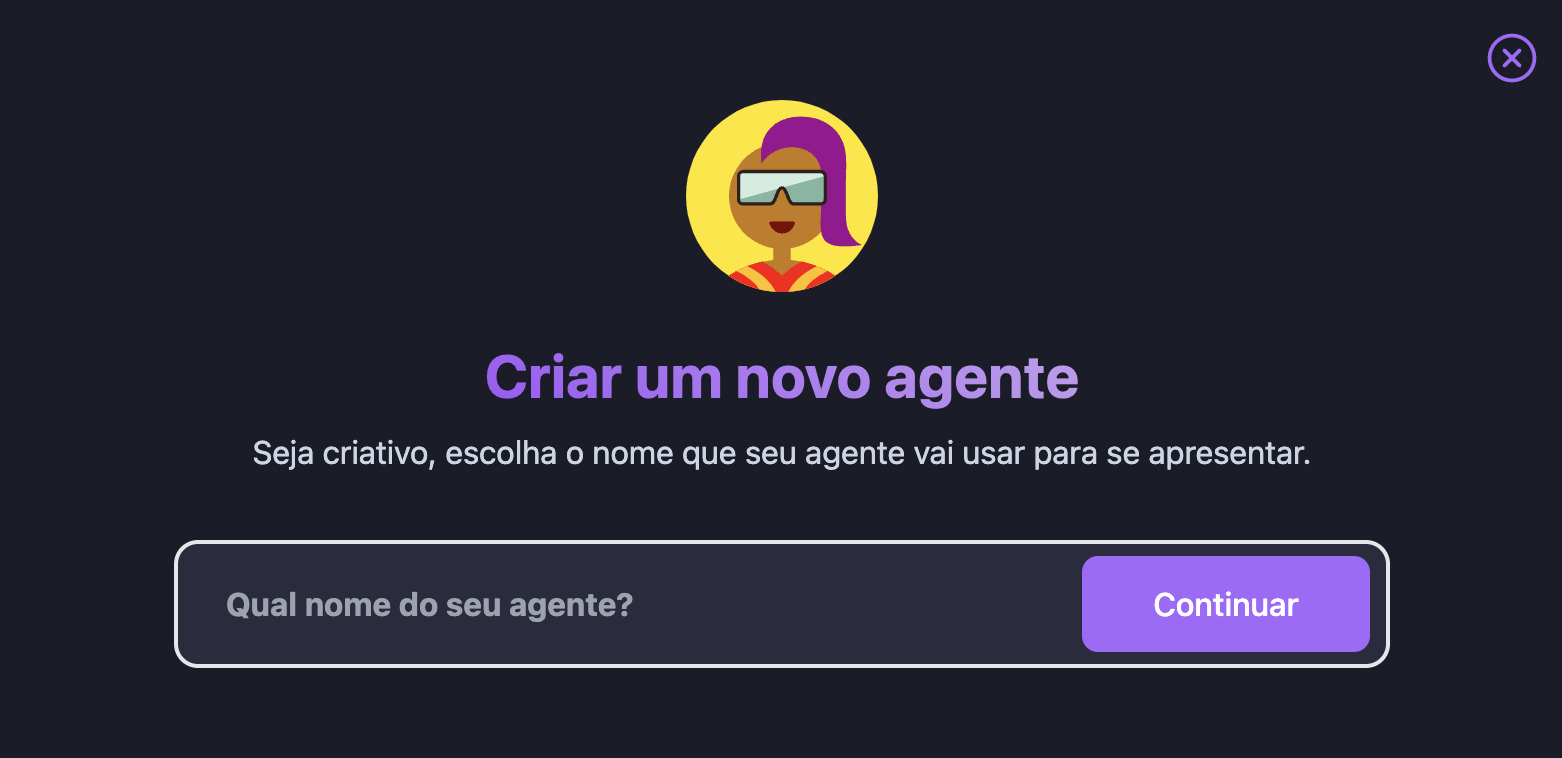 Criar um novo agente
Seja criativo, escolha o nome que seu agente vai usar para se apresentar.
Qual nome do seu agente?
Continuar